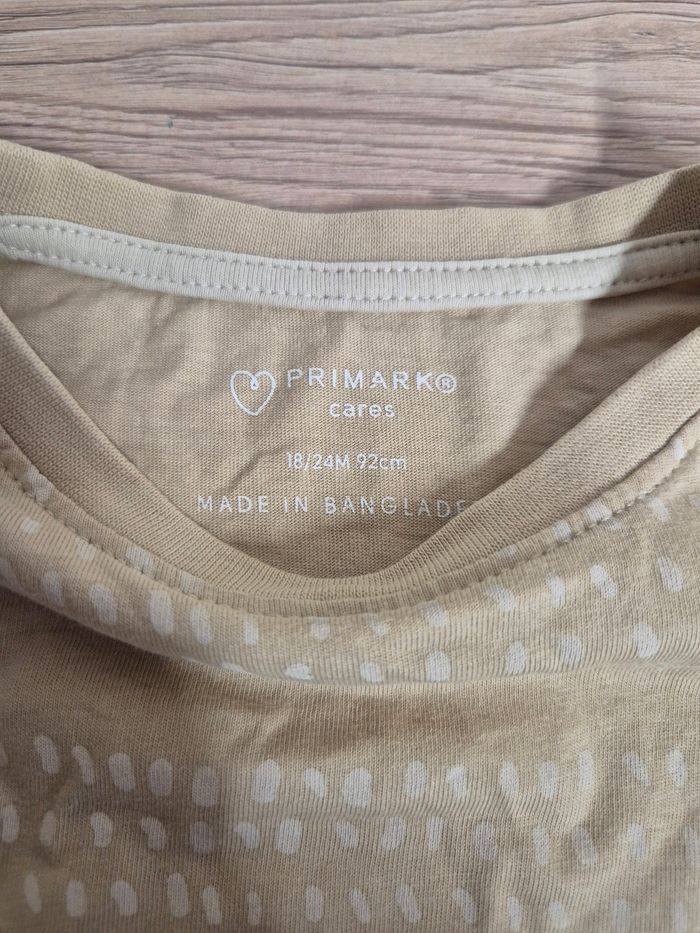 PRIMARK®
cares
18/24M 92cm
MADE IN BANGLADE